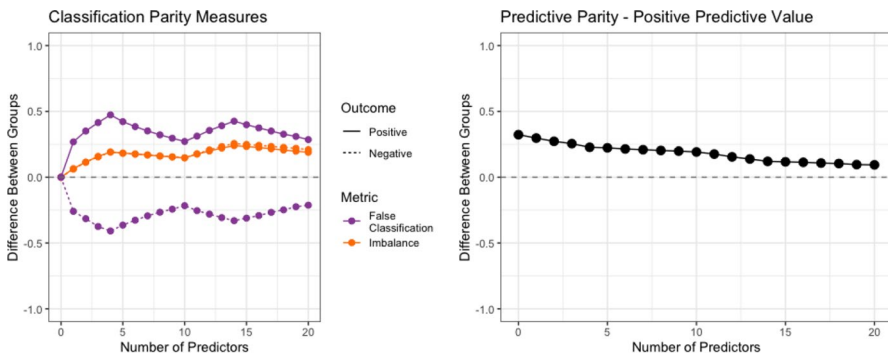 Classification Parity Measures
Difference Between Groups
1.0
0.5
0.0
-0.5
-1.0
0
5
10
15
20
Number of Predictors
Outcome
Positive
Negative
Metric
False
Classification
Imbalance
Predictive Parity - Positive Predictive Value
Difference Between Groups
1.0
0.5
0.0
-0.5
-1.0
0
5
10
15
20
Number of Predictors